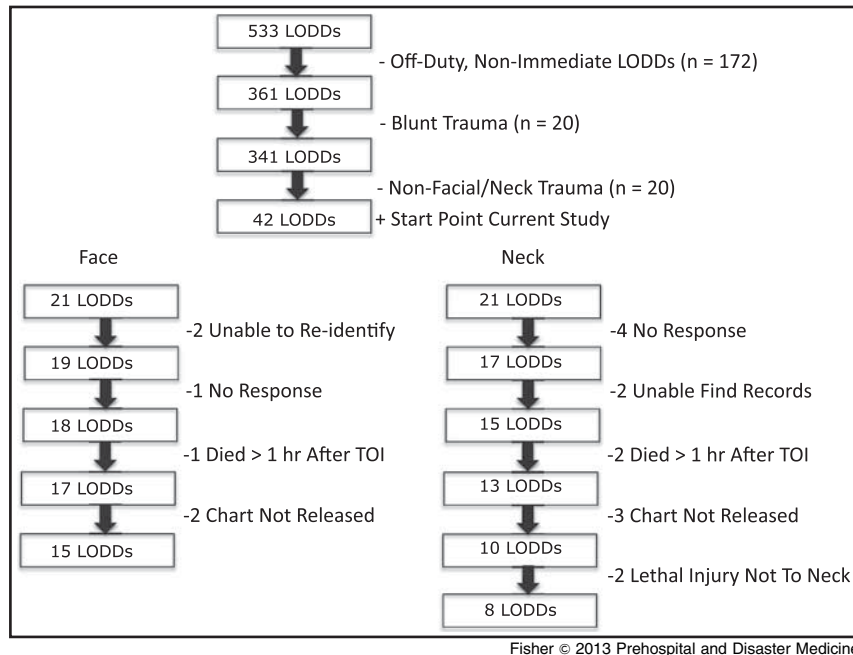 533 LODDs
- Off-Duty, Non-Immediate LODDs (n = 172)
361 LODDs
- Blunt Trauma (n = 20)
341 LODDs
- Non-Facial/Neck Trauma (n = 20)
42 LODDs
+ Start Point Current Study
Face
21 LODDs
-2 Unable to Re-identify
19 LODDs
-1 No Response
18 LODDs
-1 Died > 1 hr After TOI
17 LODDs
-2 Chart Not Released
15 LODDs
Neck
21 LODDs
-4 No Response
17 LODDs
-2 Unable Find Records
15 LODDs
-2 Died > 1 hr After TOI
13 LODDs
-3 Chart Not Released
10 LODDs
-2 Lethal Injury Not To Neck
8 LODDs
Fisher © 2013 Prehospital and Disaster Medicine